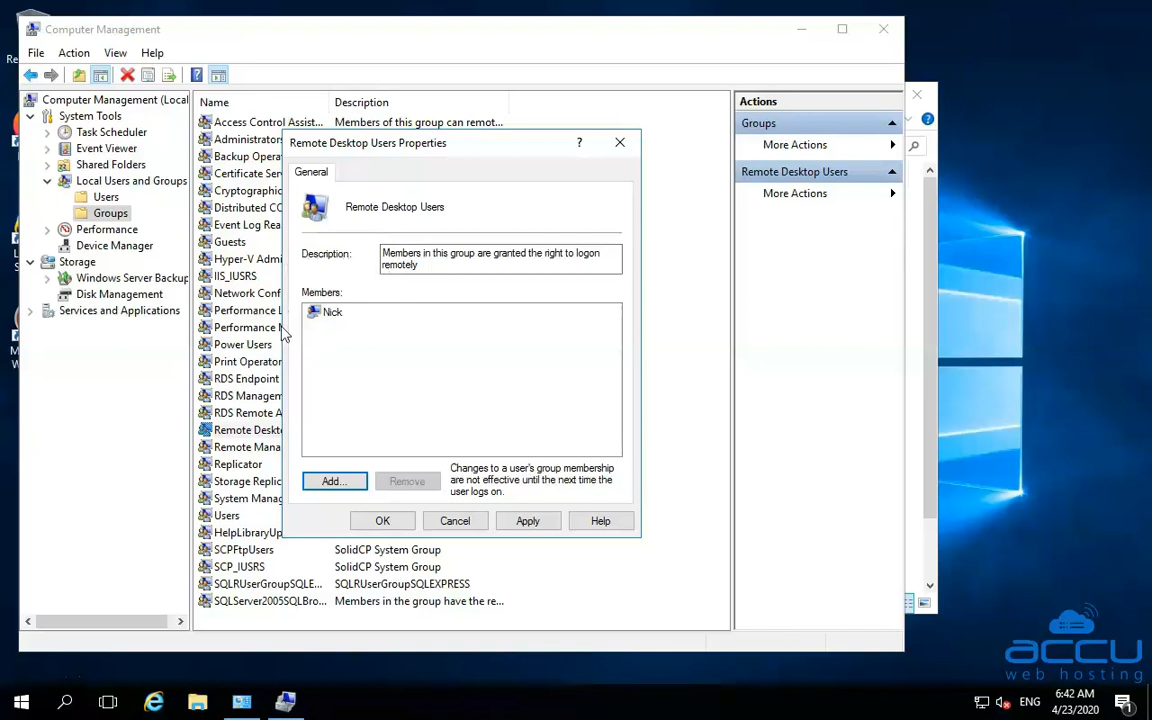 Computer Management
File Action View Help
Computer Management (Local
System Tools
Task Scheduler
Event Viewer
Shared Folders
Local Users and Groups
Users
Groups
Performance
Device Manager
Storage
Windows Server Backup
Disk Management
Services and Applications
Name Description
Access Control Assist... Members of this group can remot...
Administrators
Backup Opera
Certificate Serv
Cryptographic
Distributed CO
Event Log Rea
Guests
Hyper-V Admi
IIS_IUSRS
Network Conf
Performance L
Performance M
Power Users
Print Operator
RDS Endpoint
RDS Managem
RDS Remote A
Remote Deskt
Remote Mana
Replicator
Storage Replic
System Manag
Users
HelpLibraryUp
SCPFtpUsers SolidCP System Group
SCP_IUSRS SolidCP System Group
SQLRUserGroupSQLE... SQLRUserGroupSQLEXPRESS
SQLServer2005SQLBro... Members in the group have the re...
Remote Desktop Users Properties
General
Remote Desktop Users
Description: Members in this group are granted the right to logon
remotely
Members:
Nick
Add... Remove
Changes to a user's group membership
are not effective until the next time the
user logs on.
OK Cancel Apply Help
Actions
Groups
More Actions
Remote Desktop Users
More Actions
Re
accu
web hosting
ENG
6:42 AM
4/23/2020
1